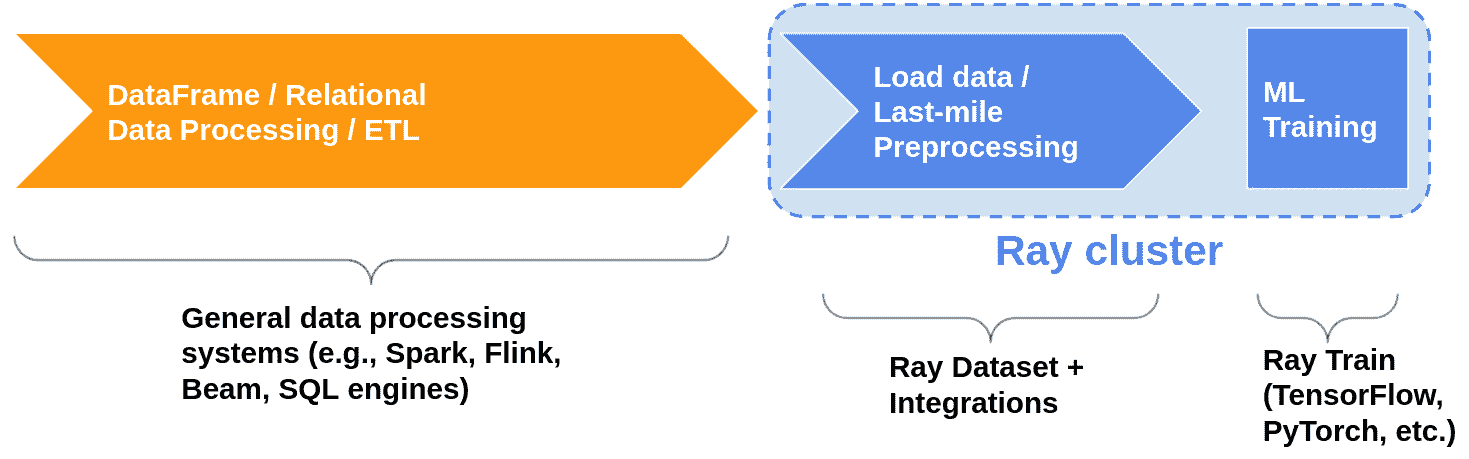 DataFrame / Relational
Data Processing / ETL
Load data /
Last-mile
Preprocessing
ML
Training
Ray cluster
General data processing
systems (e.g., Spark, Flink,
Beam, SQL engines)
Ray Dataset +
Integrations
Ray Train
(TensorFlow,
PyTorch, etc.)